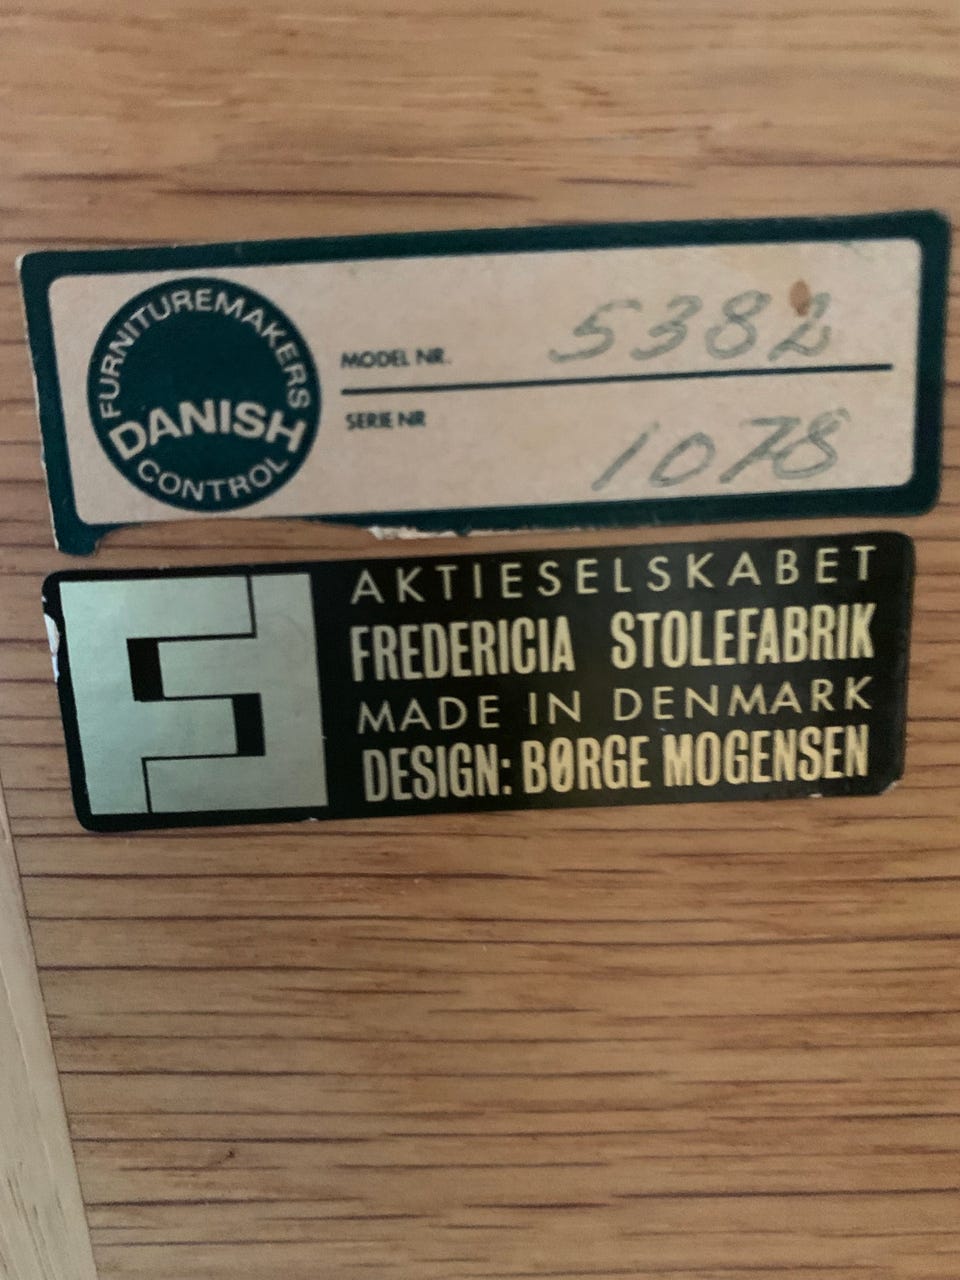 FURNITUREMAKERS
DANISH
CONTROL
MODEL NR. 5382
SERIE NR 1078
AKTIESELSKABET
FREDERICIA STOLEFABRIK
MADE IN DENMARK
DESIGN: BØRGE MOGENSEN